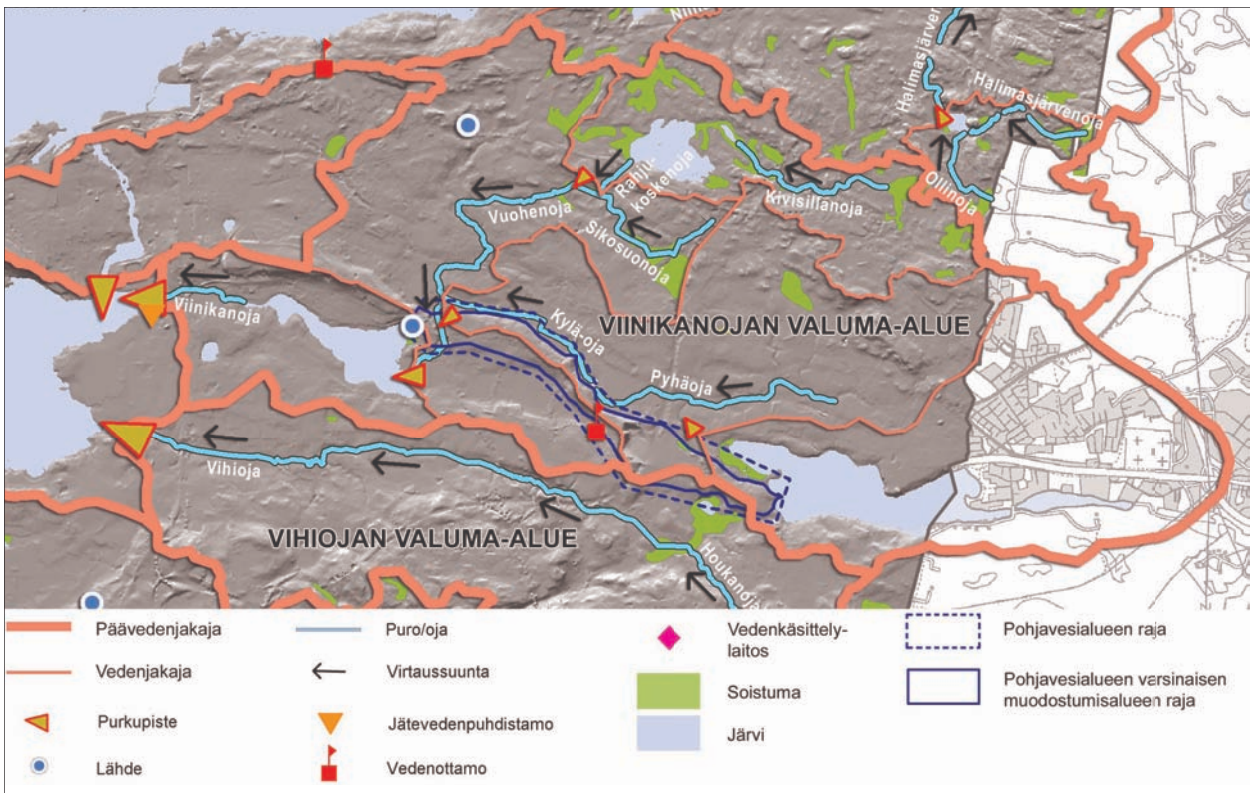 Halimasjärven
Halimasjärvenoja
Rahju-
koskenoja
Kivisillanoja
Ollinoja
Vuohenoja
Sikosuonoja
Viinikanoja
Kylä-oja
VIINIKANOJAN VALUMA-ALUE
Pyhäoja
Vihioja
VIHIOJAN VALUMA-ALUE
Houkanoja
Päävedenjakaja
Vedenjakaja
Purkupiste
Lähde
Puro/oja
Virtaussuunta
Jätevedenpuhdistamo
Vedenottamo
Vedenkäsittely-
laitos
Soistuma
Järvi
Pohjavesialueen raja
Pohjavesialueen varsinaisen
muodostumisalueen raja